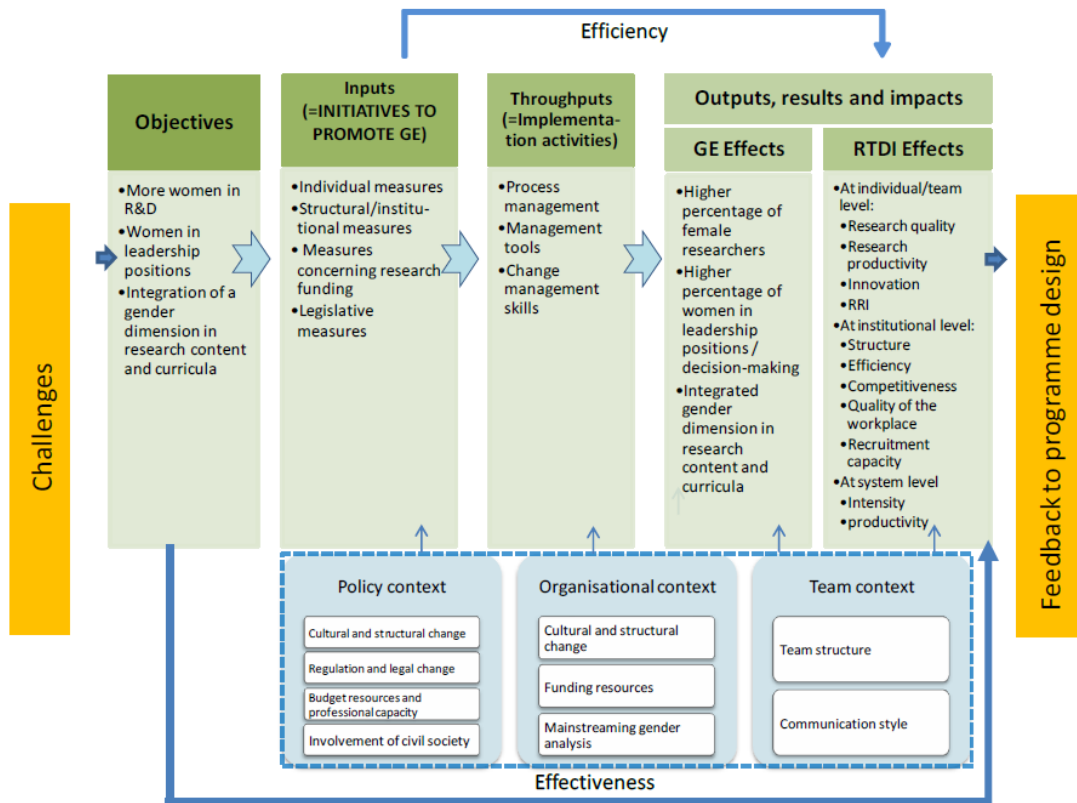 Efficiency
Challenges
Objectives
•More women in
R&D
•Women in
leadership
positions
•Integration of a
gender
dimension in
research content
and curricula
Inputs
(=INITIATIVES TO
PROMOTE GE)
•Individual measures
•Structural/institu-
tional measures
• Measures
concerning research
funding
•Legislative
measures
Throughputs
(=Implementa-
tion activities)
•Process
management
•Management
tools
•Change
management
skills
Outputs, results and impacts
GE Effects
•Higher
percentage of
female
researchers
•Higher
percentage of
women in
leadership
positions /
decision-making
•Integrated
gender
dimension in
research
content and
curricula
RTDI Effects
•At individual/team
level:
•Research quality
•Research
productivity
•Innovation
•RRI
•At institutional level:
•Structure
•Efficiency
•Competitiveness
•Quality of the
workplace
•Recruitment
capacity
•At system level
•Intensity
•productivity
Feedback to programme design
Policy context
Cultural and structural change
Regulation and legal change
Budget resources and
professional capacity
Involvement of civil society
Organisational context
Cultural and structural
change
Funding resources
Mainstreaming gender
analysis
Team context
Team structure
Communication style
Effectiveness